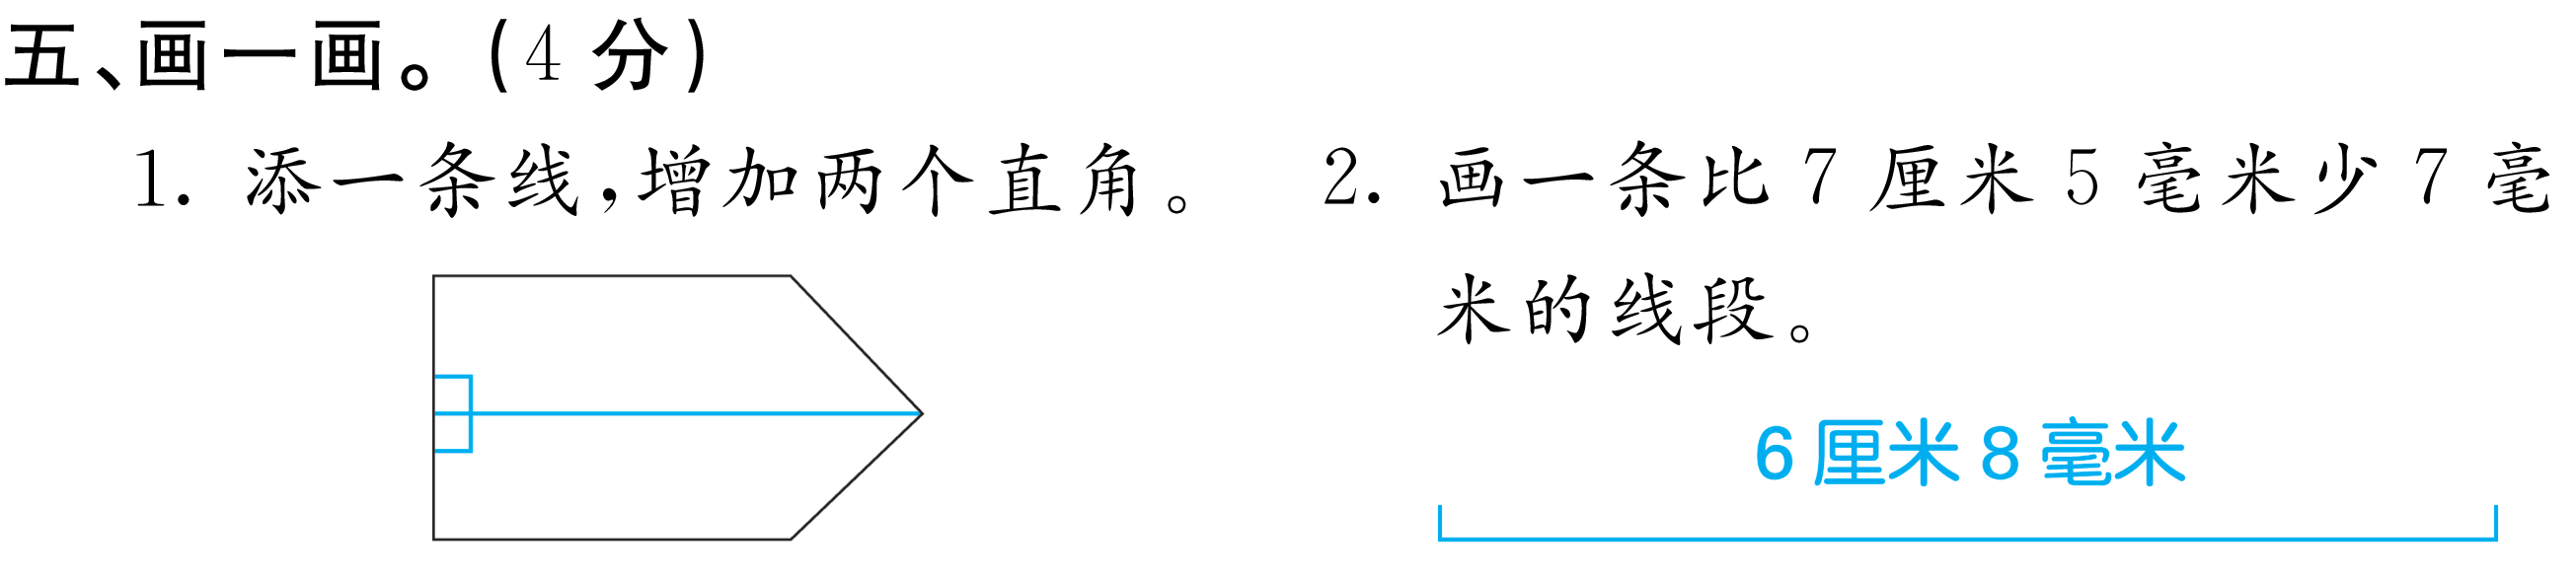 五、画一画。(4 分)
1. 添一条线,增加两个直角。
2. 画一条比 7 厘米 5 毫米少 7 毫
米的线段。
6 厘米 8 毫米